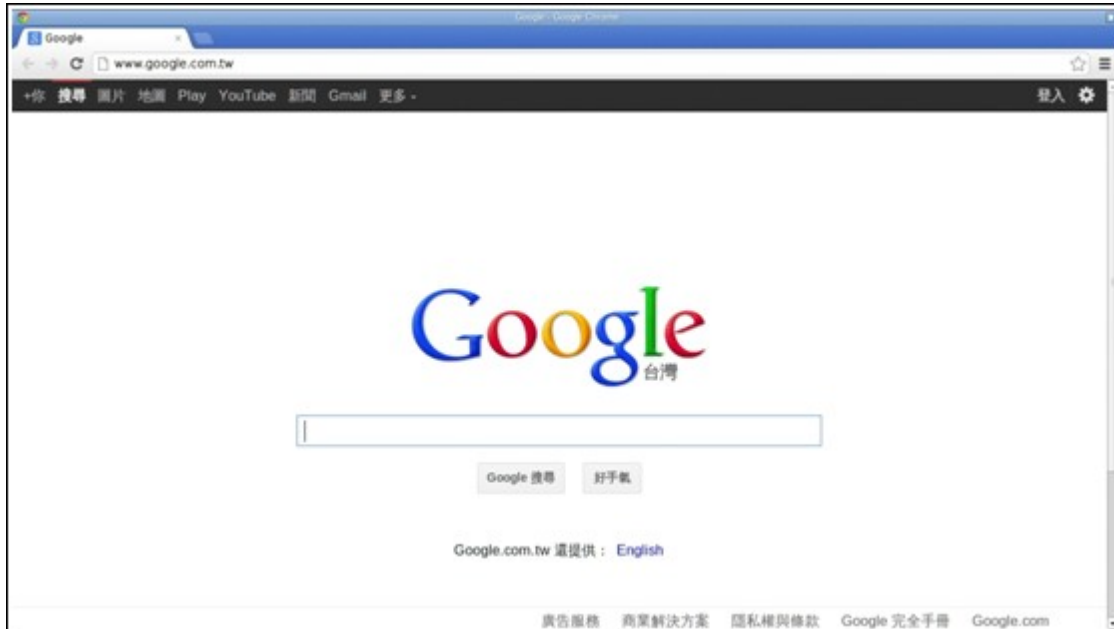 Google - Google Chrome
Google
www.google.com.tw
+你 搜尋 圖片 地圖 Play YouTube 新聞 Gmail 更多 登入
Google
台灣
Google 搜尋 好手氣
Google.com.tw 還提供： English
廣告服務 商業解決方案 隱私權與條款 Google 完全手冊 Google.com